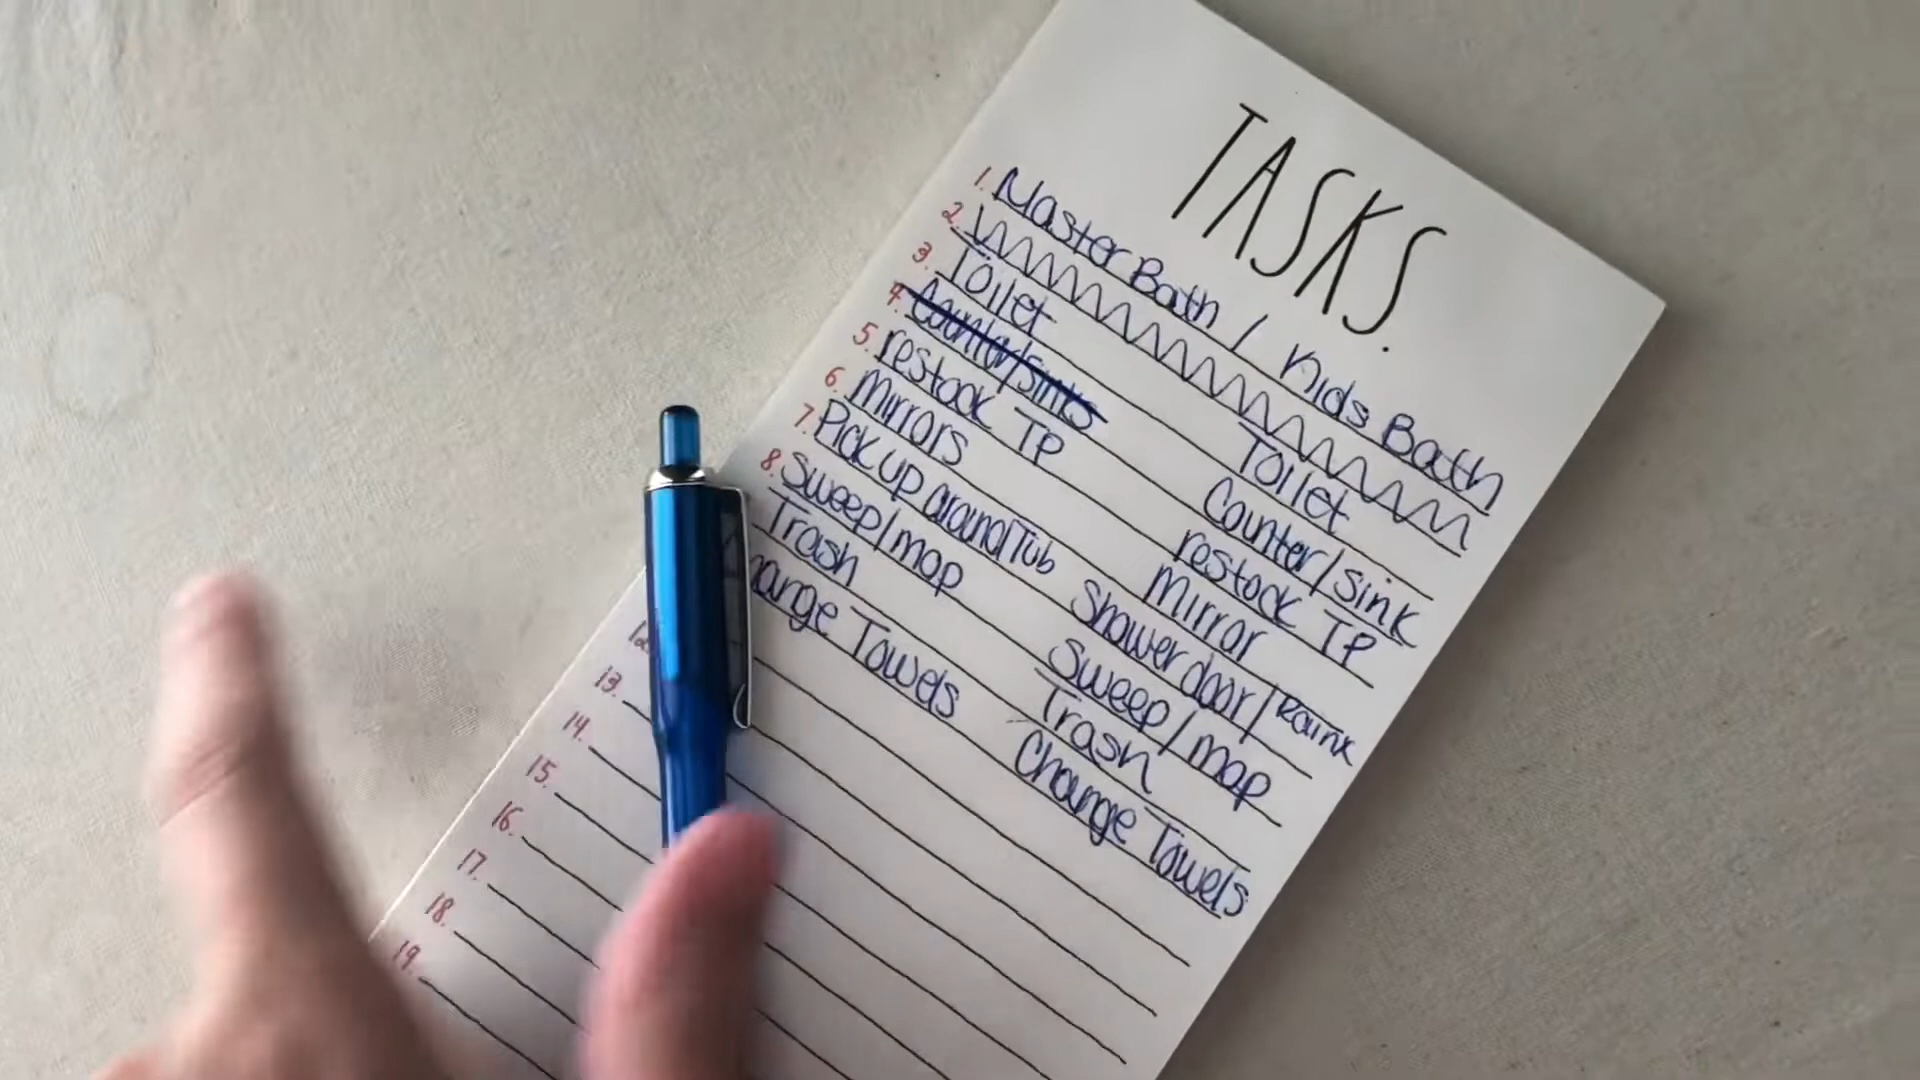 TASKS.
1. Master Bath / Kids Bath
2.
3. Toilet Toilet
4. Counter/sinks Counter/sink
5. restock TP restock TP
6. Mirrors Mirror
7. Pick up around Tub Shower door/
8. Sweep/mop Sweep/mop
Trash Trash
hange Towels Change Towels
13.
14.
15.
16.
17.
18.
19.